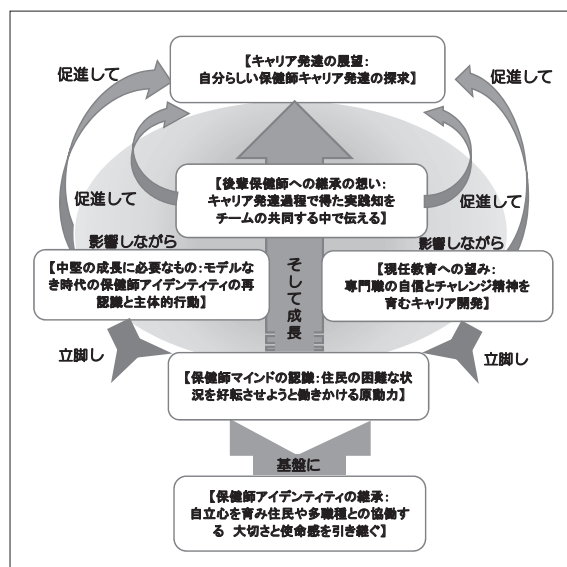 【キャリア発達の展望：
自分らしい保健師キャリア発達の探求】
促進して
促進して
【後輩保健師への継承の想い：
キャリア発達過程で得た実践知を
チームの共同する中で伝える】
促進して
促進して
影響しながら
影響しながら
【中堅の成長に必要なもの：モデルな
き時代の保健師アイデンティティの再
認識と主体的行動】
そして成長
【現任教育への望み：
専門職の自信とチャレンジ精神を
育むキャリア開発】
立脚し
立脚し
【保健師マインドの認識：住民の困難な状
況を好転させようと働きかける原動力】
基盤に
【保健師アイデンティティの継承：
自立心を育み住民や多職種との協働す
る 大切さと使命感を引き継ぐ】